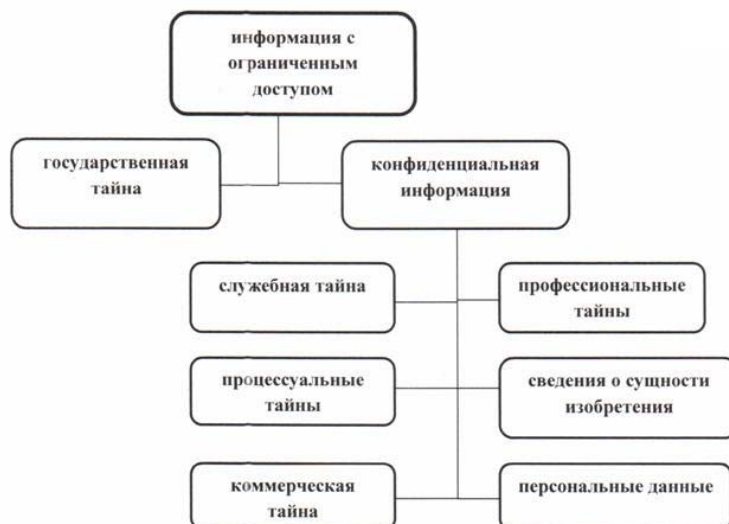 информация с
ограниченным
доступом
государственная
тайна
конфиденциальная
информация
служебная тайна
профессиональные
тайны
процессуальные
тайны
сведения о сущности
изобретения
коммерческая
тайна
персональные данные